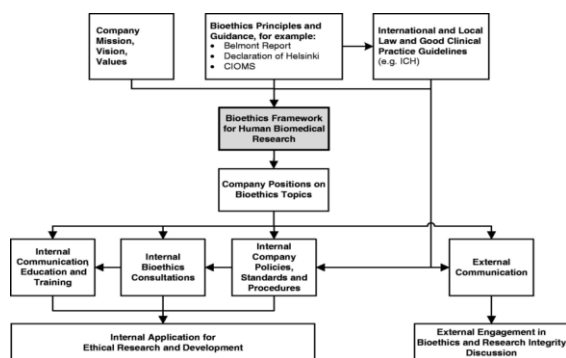 Company
Mission,
Vision,
Values
Bioethics Principles and
Guidance, for example:
• Belmont Report
• Declaration of Helsinki
• CIOMS
International and Local
Law and Good Clinical
Practice Guidelines
(e.g. ICH)
Bioethics Framework
for Human Biomedical
Research
Company Positions on
Bioethics Topics
Internal
Communication,
Education and
Training
Internal
Bioethics
Consultations
Internal
Company
Policies,
Standards and
Procedures
External
Communication
Internal Application for
Ethical Research and Development
External Engagement in
Bioethics and Research Integrity
Discussion